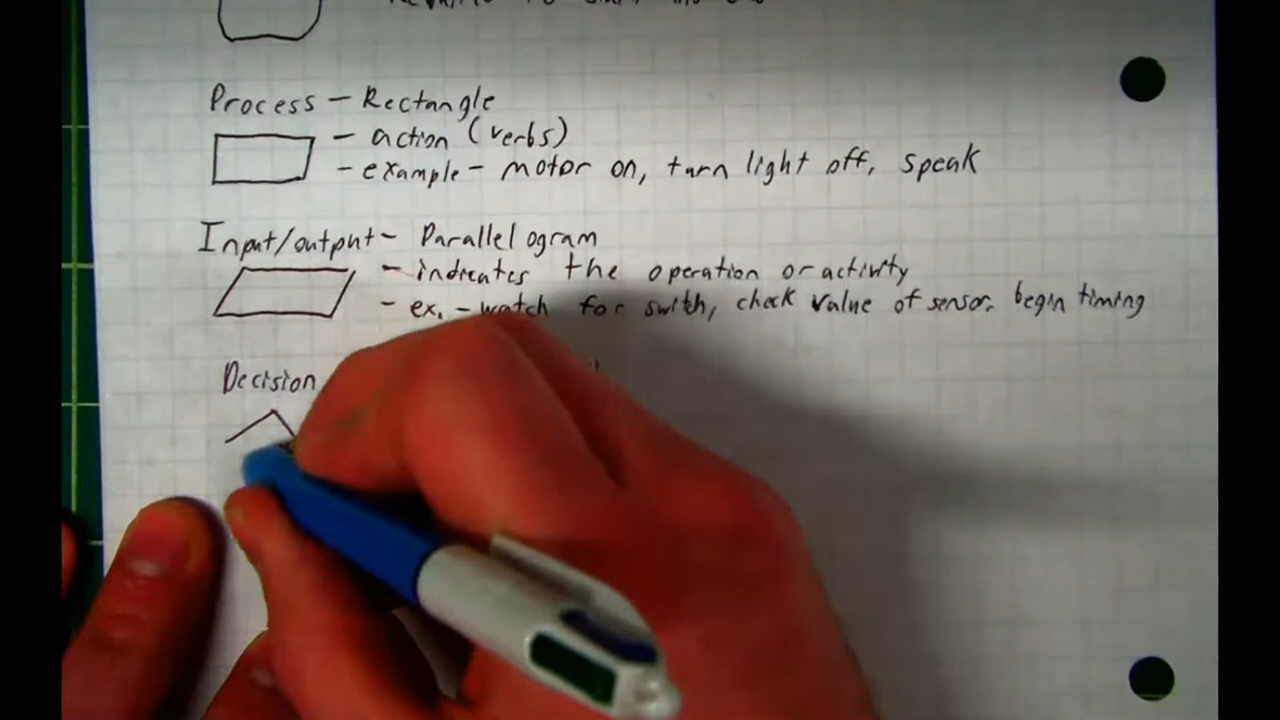 Process - Rectangle
- action (verbs)
- example - motor on, turn light off, speak
Input/output - Parallelogram
- indicates the operation or activity
- ex. - watch for swith, check value of sensor, begin timing
Decision